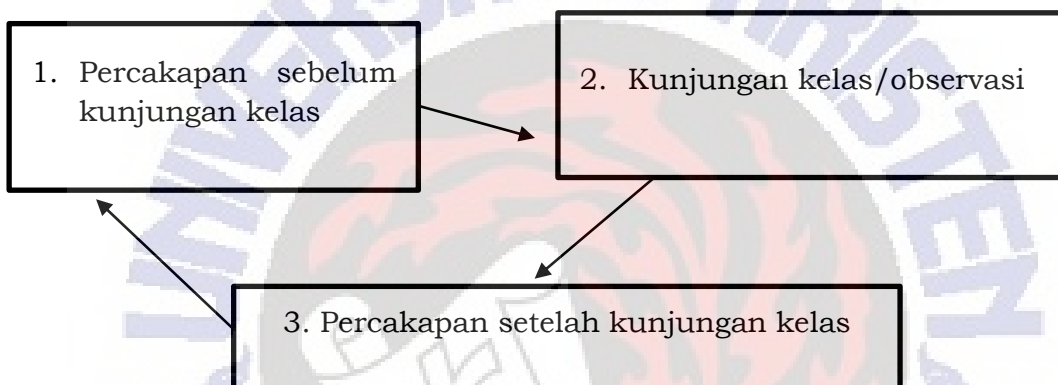 1. Percakapan sebelum
kunjungan kelas
2. Kunjungan kelas/observasi
3. Percakapan setelah kunjungan kelas